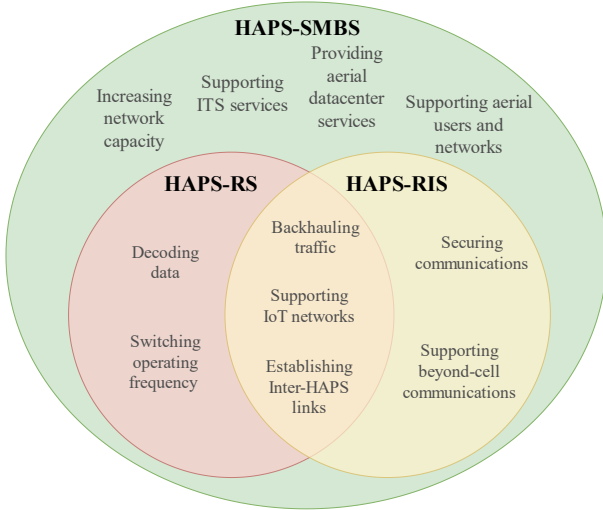 HAPS-SMBS
Increasing
network
capacity
Supporting
ITS services
Providing
aerial
datacenter
services
Supporting aerial
users and
networks
HAPS-RS
HAPS-RIS
Decoding
data
Switching
operating
frequency
Backhauling
traffic
Supporting
IoT networks
Establishing
Inter-HAPS
links
Securing
communications
Supporting
beyond-cell
communications